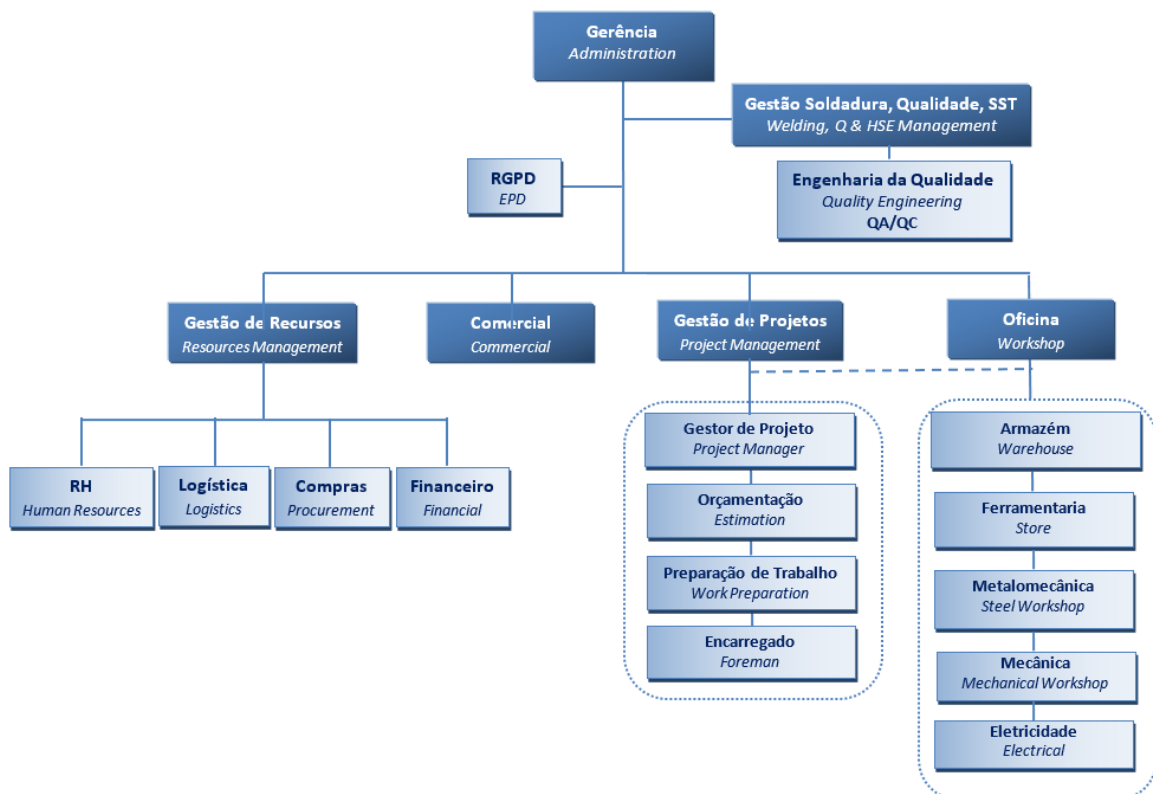 Gerência
Administration
Gestão Soldadura, Qualidade, SST
Welding, Q & HSE Management
RGPD
EPD
Engenharia da Qualidade
Quality Engineering
QA/QC
Gestão de Recursos
Resources Management
Comercial
Commercial
Gestão de Projetos
Project Management
Oficina
Workshop
RH
Human Resources
Logística
Logistics
Compras
Procurement
Financeiro
Financial
Gestor de Projeto
Project Manager
Orçamentação
Estimation
Preparação de Trabalho
Work Preparation
Encarregado
Foreman
Armazém
Warehouse
Ferramentaria
Store
Metalomecânica
Steel Workshop
Mecânica
Mechanical Workshop
Eletricidade
Electrical